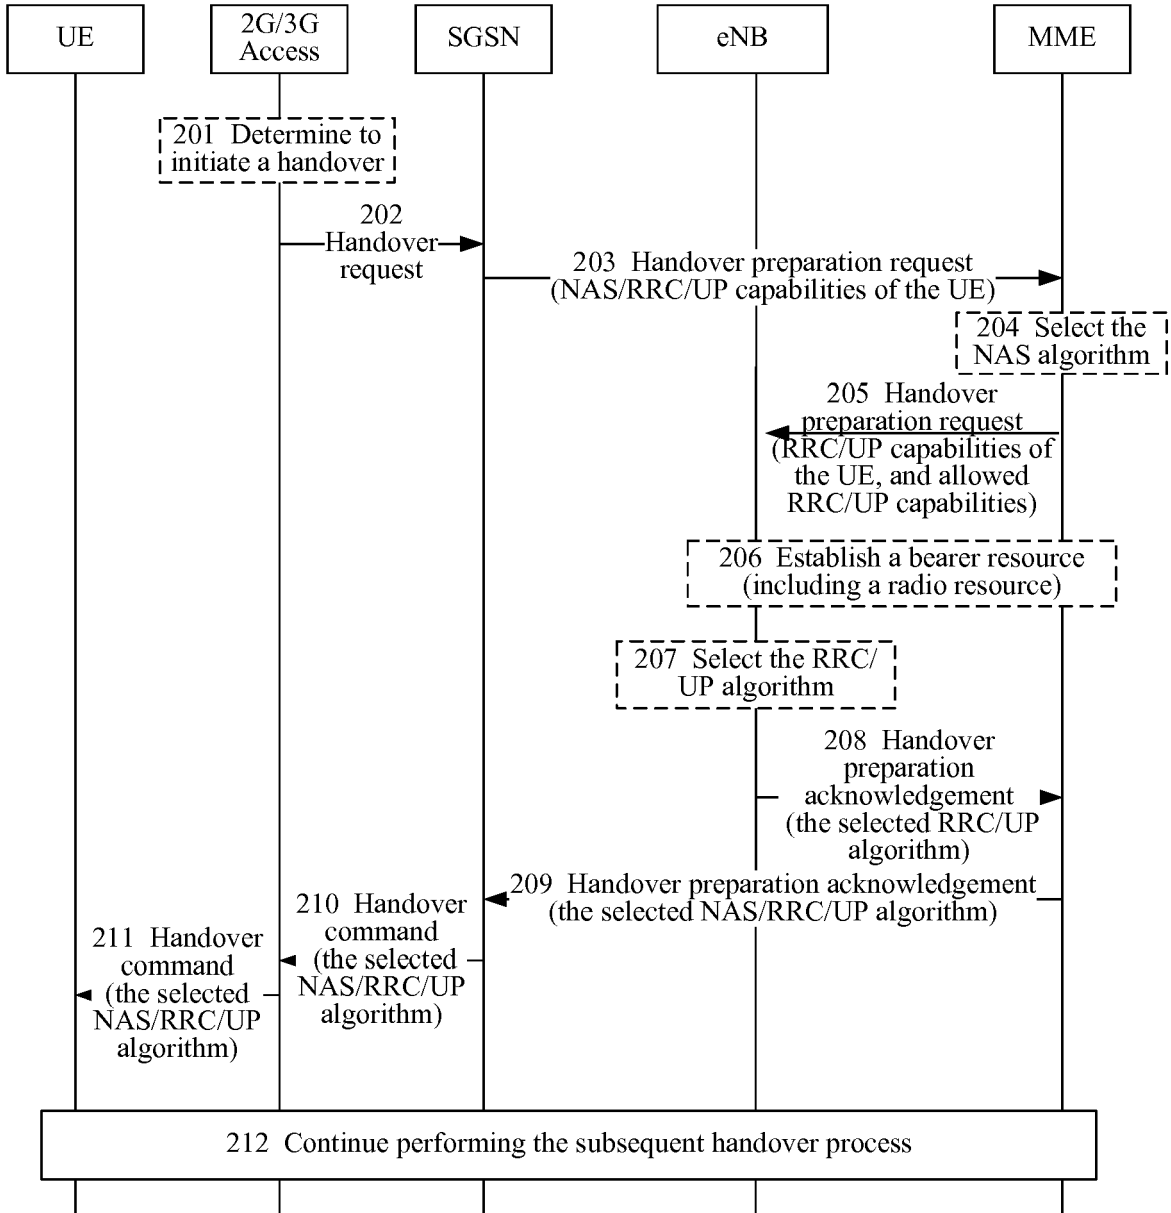 UE
2G/3G
Access
SGSN
eNB
MME
201 Determine to
initiate a handover
202
Handover
request
203 Handover preparation request
(NAS/RRC/UP capabilities of the UE)
204 Select the
NAS algorithm
205 Handover
preparation request
(RRC/UP capabilities of
the UE, and allowed
RRC/UP capabilities)
206 Establish a bearer resource
(including a radio resource)
207 Select the RRC/
UP algorithm
208 Handover
preparation
acknowledgement
(the selected RRC/UP
algorithm)
209 Handover preparation acknowledgement
(the selected NAS/RRC/UP algorithm)
210 Handover
command
(the selected
NAS/RRC/UP
algorithm)
211 Handover
command
(the selected
NAS/RRC/UP
algorithm)
212 Continue performing the subsequent handover process